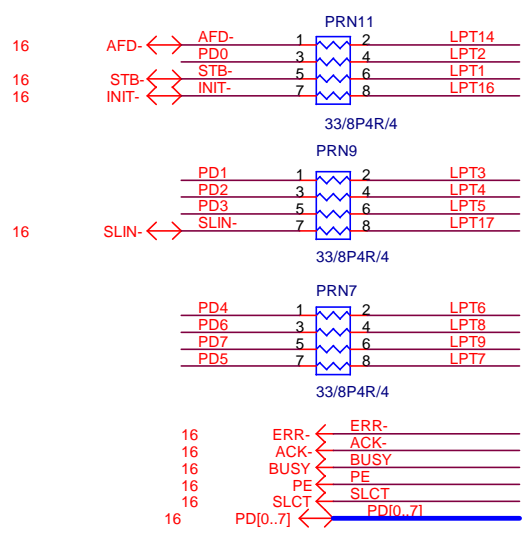 PRN11
16 AFD- AFD- 1 2 LPT14
PD0 3 4 LPT2
16 STB- STB- 5 6 LPT1
16 INIT- INIT- 7 8 LPT16
33/8P4R/4
PRN9
PD1 1 2 LPT3
PD2 3 4 LPT4
PD3 5 6 LPT5
16 SLIN- SLIN- 7 8 LPT17
33/8P4R/4
PRN7
PD4 1 2 LPT6
PD6 3 4 LPT8
PD7 5 6 LPT9
PD5 7 8 LPT7
33/8P4R/4
16 ERR- ERR-
16 ACK- ACK-
16 BUSY BUSY
16 PE PE
16 SLCT SLCT
16 PD[0..7] PD[0..7]